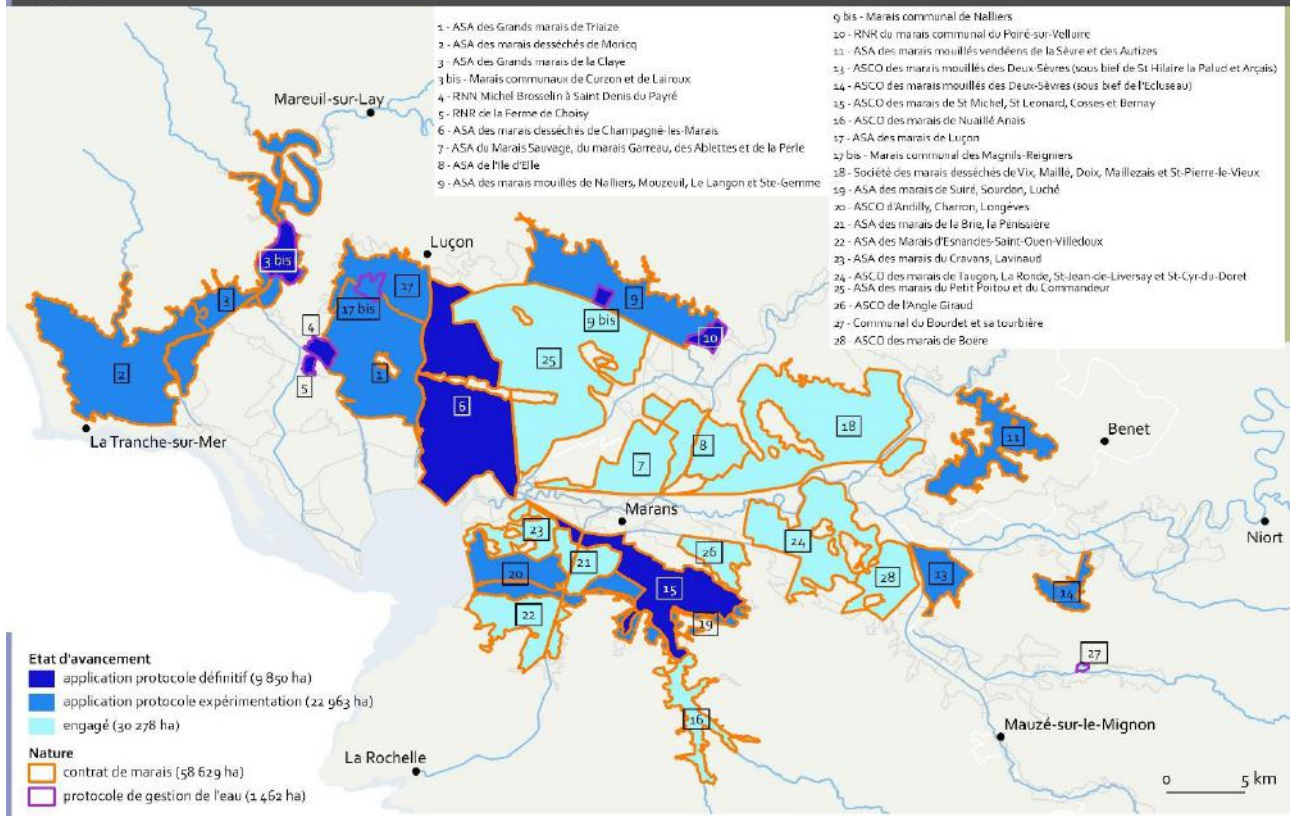 1 - ASA des Grands marais de Triaize
2 - ASA des marais desséchés de Moricq
3 - ASA des Grands marais de la Claye
3 bis - Marais communaux de Curzon et de Lairoux
4 - RNN Michel Brosselin à Saint Denis du Payré
5 - RNR de la Ferme de Choisy
6 - ASA des marais desséchés de Champagné-les-Marais
7 - ASA du Marais Sauvage, du marais Garreau, des Ablettes et de la Perle
8 - ASA de l'Ile d'Elle
9 - ASA des marais mouillés de Nalliers, Mouzeuil, Le Langon et Ste-Gemme
9 bis - Marais communal de Nalliers
10 - RNR du marais communal du Poiré-sur-Velluire
11 - ASA des marais mouillés vendéens de la Sèvre et des Autizes
13 - ASCO des marais mouillés des Deux-Sèvres (sous bief de St Hilaire la Palud et Arçais)
14 - ASCO des marais mouillés des Deux-Sèvres (sous bief de l'Ecluseau)
15 - ASCO des marais de St Michel, St Leonard, Cosses et Bernay
16 - ASCO des marais de Nuaillé Anais
17 - ASA des marais de Luçon
17 bis - Marais communal des Magnils-Reigniers
18 - Société des marais desséchés de Vix, Maillé, Doix, Maillezais et St-Pierre-le-Vieux
19 - ASA des marais de Suiré, Sourdon, Luché
20 - ASCO d'Andilly, Charron, Longèves
21 - ASA des marais de la Brie, la Pénissière
22 - ASA des Marais d'Esnandes-Saint-Ouen-Villedoux
23 - ASA des marais du Cravans, Lavinaud
24 - ASCO des marais de Taugon, La Ronde, St-Jean-de-Liversay et St-Cyr-du-Doret
25 - ASA des marais du Petit Poitou et du Commandeur
26 - ASCO de l'Angle Giraud
27 - Communal du Bourdet et sa tourbière
28 - ASCO des marais de Boëre
Mareuil-sur-Lay
Luçon
3 bis
3
17
17 bis
9
9 bis
10
4
2
1
25
5
6
La Tranche-sur-Mer
18
11
Benet
8
7
Marans
Niort
23
24
26
20
21
28
13
15
14
22
19
27
16
Mauzé-sur-le-Mignon
La Rochelle
0 5 km
Etat d'avancement
application protocole définitif (9 850 ha)
application protocole expérimentation (22 963 ha)
engagé (30 278 ha)
Nature
contrat de marais (58 629 ha)
protocole de gestion de l'eau (1 462 ha)